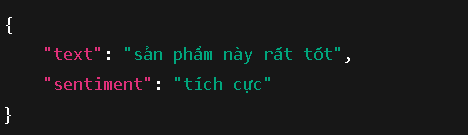 {
"text": "sản phẩm này rất tốt",
"sentiment": "tích cực"
}